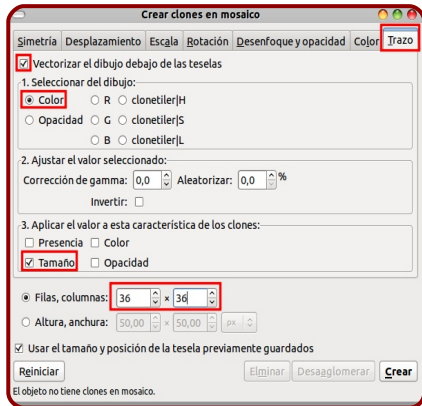 Crear clones en mosaico
Simetría Desplazamiento Escala Rotación Desenfoque y opacidad Color Trazo
Vectorizar el dibujo debajo de las teselas
1. Seleccionar del dibujo:
Color R clonetiler|H
Opacidad G clonetiler|S
B clonetiler|L
2. Ajustar el valor seleccionado:
Corrección de gamma: 0,0 Aleatorizar: 0,0 %
Invertir:
3. Aplicar el valor a esta característica de los clones:
Presencia Color
Tamaño Opacidad
Filas, columnas: 36 × 36
Altura, anchura: 50,00 × 50,00 px
Usar el tamaño y posición de la tesela previamente guardados
Reiniciar Elminar Desaglomerar Crear
El objeto no tiene clones en mosaico.